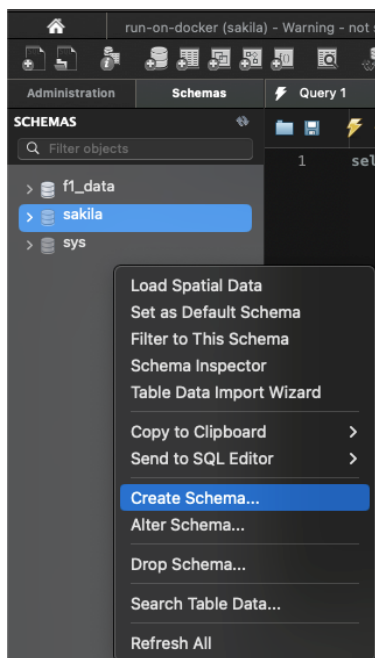 run-on-docker (sakila) - Warning - not
Administration
Schemas
Query 1
SCHEMAS
Filter objects
1 sel
f1_data
sakila
sys
Load Spatial Data
Set as Default Schema
Filter to This Schema
Schema Inspector
Table Data Import Wizard
Copy to Clipboard
Send to SQL Editor
Create Schema...
Alter Schema...
Drop Schema...
Search Table Data...
Refresh All